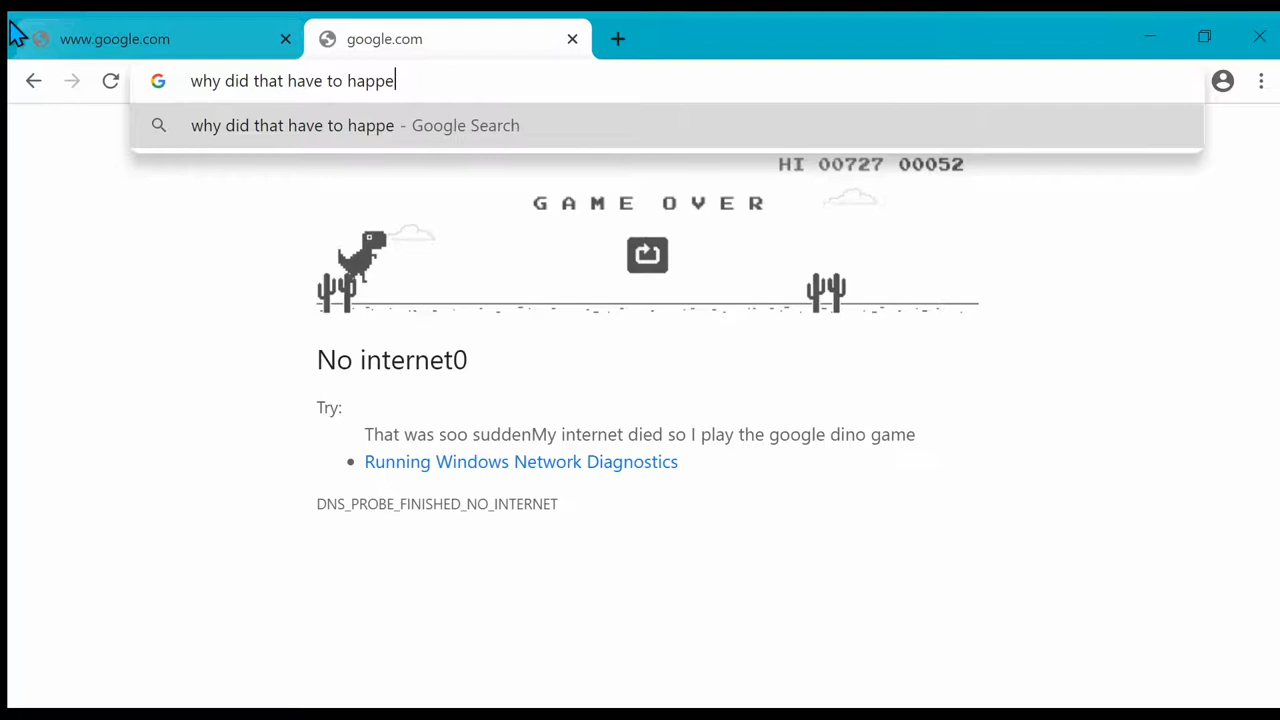 www.google.com
google.com
why did that have to happe
why did that have to happe - Google Search
HI 00727 00052
GAME OVER
No internet0
Try:
That was soo suddenMy internet died so I play the google dino game
Running Windows Network Diagnostics
DNS_PROBE_FINISHED_NO_INTERNET